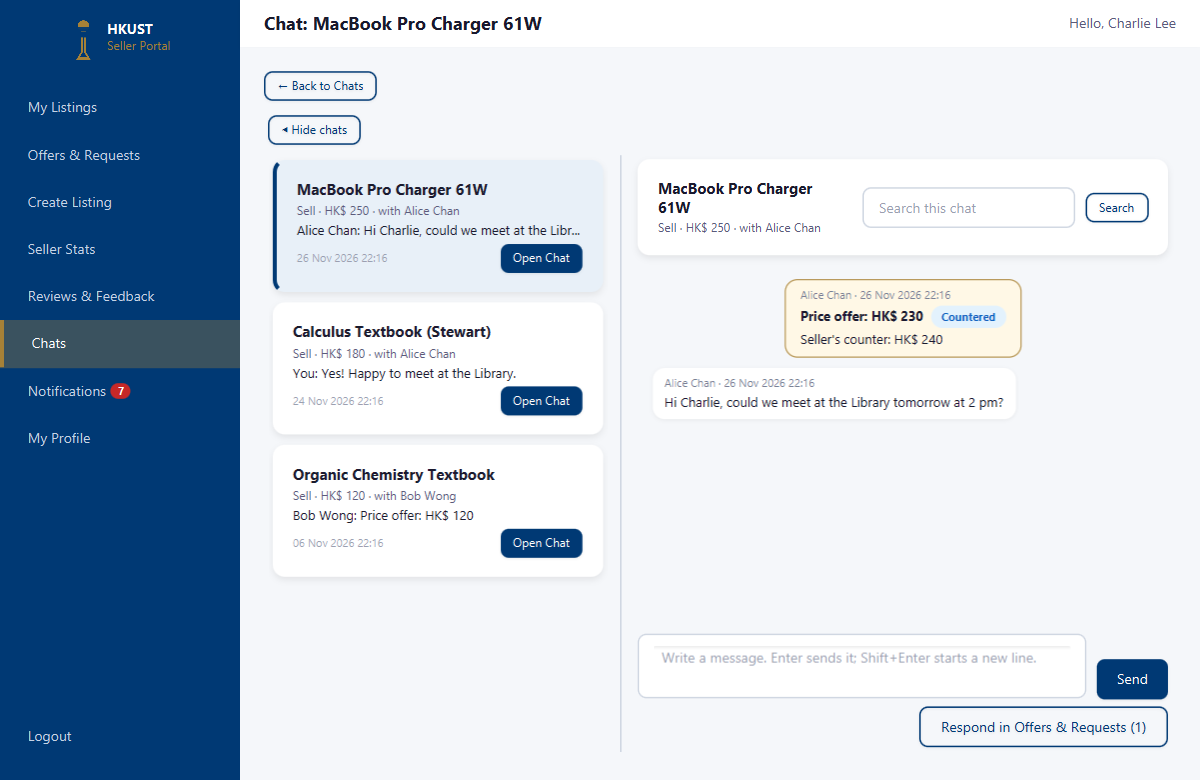 HKUST
Seller Portal
My Listings
Offers & Requests
Create Listing
Seller Stats
Reviews & Feedback
Chats
Notifications 7
My Profile
Logout
Chat: MacBook Pro Charger 61W
Hello, Charlie Lee
← Back to Chats
◂ Hide chats
MacBook Pro Charger 61W
Sell · HK$ 250 · with Alice Chan
Alice Chan: Hi Charlie, could we meet at the Libr...
26 Nov 2026 22:16
Open Chat
Calculus Textbook (Stewart)
Sell · HK$ 180 · with Alice Chan
You: Yes! Happy to meet at the Library.
24 Nov 2026 22:16
Open Chat
Organic Chemistry Textbook
Sell · HK$ 120 · with Bob Wong
Bob Wong: Price offer: HK$ 120
06 Nov 2026 22:16
Open Chat
MacBook Pro Charger
61W
Sell · HK$ 250 · with Alice Chan
Search this chat
Search
Alice Chan · 26 Nov 2026 22:16
Price offer: HK$ 230 Countered
Seller's counter: HK$ 240
Alice Chan · 26 Nov 2026 22:16
Hi Charlie, could we meet at the Library tomorrow at 2 pm?
Write a message. Enter sends it; Shift+Enter starts a new line.
Send
Respond in Offers & Requests (1)